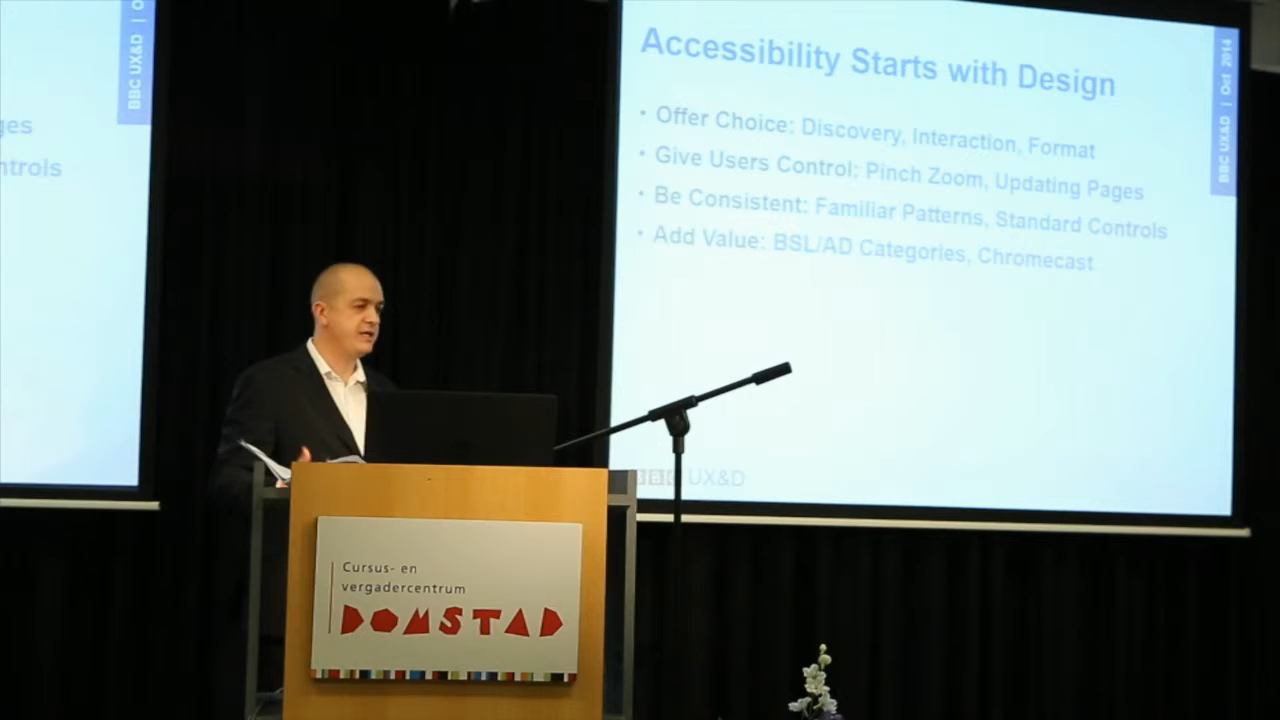 BBC UX&D | O
ges
ntrols
Accessibility Starts with Design
• Offer Choice: Discovery, Interaction, Format
• Give Users Control: Pinch Zoom, Updating Pages
• Be Consistent: Familiar Patterns, Standard Controls
• Add Value: BSL/AD Categories, Chromecast
BBC UX&D | Oct 2014
BBC UX&D
Cursus- en
vergadercentrum
DOMSTAD